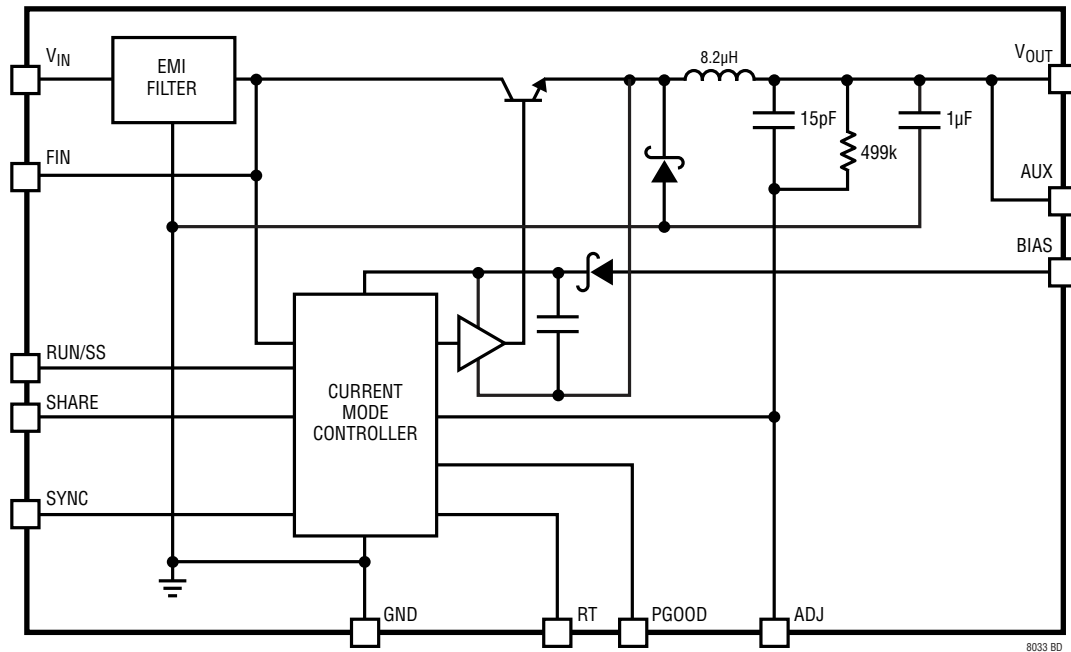 VIN
EMI
FILTER
8.2µH
VOUT
15pF
1µF
499k
FIN
AUX
BIAS
RUN/SS
SHARE
CURRENT
MODE
CONTROLLER
SYNC
GND
RT
PGOOD
ADJ
8033 BD